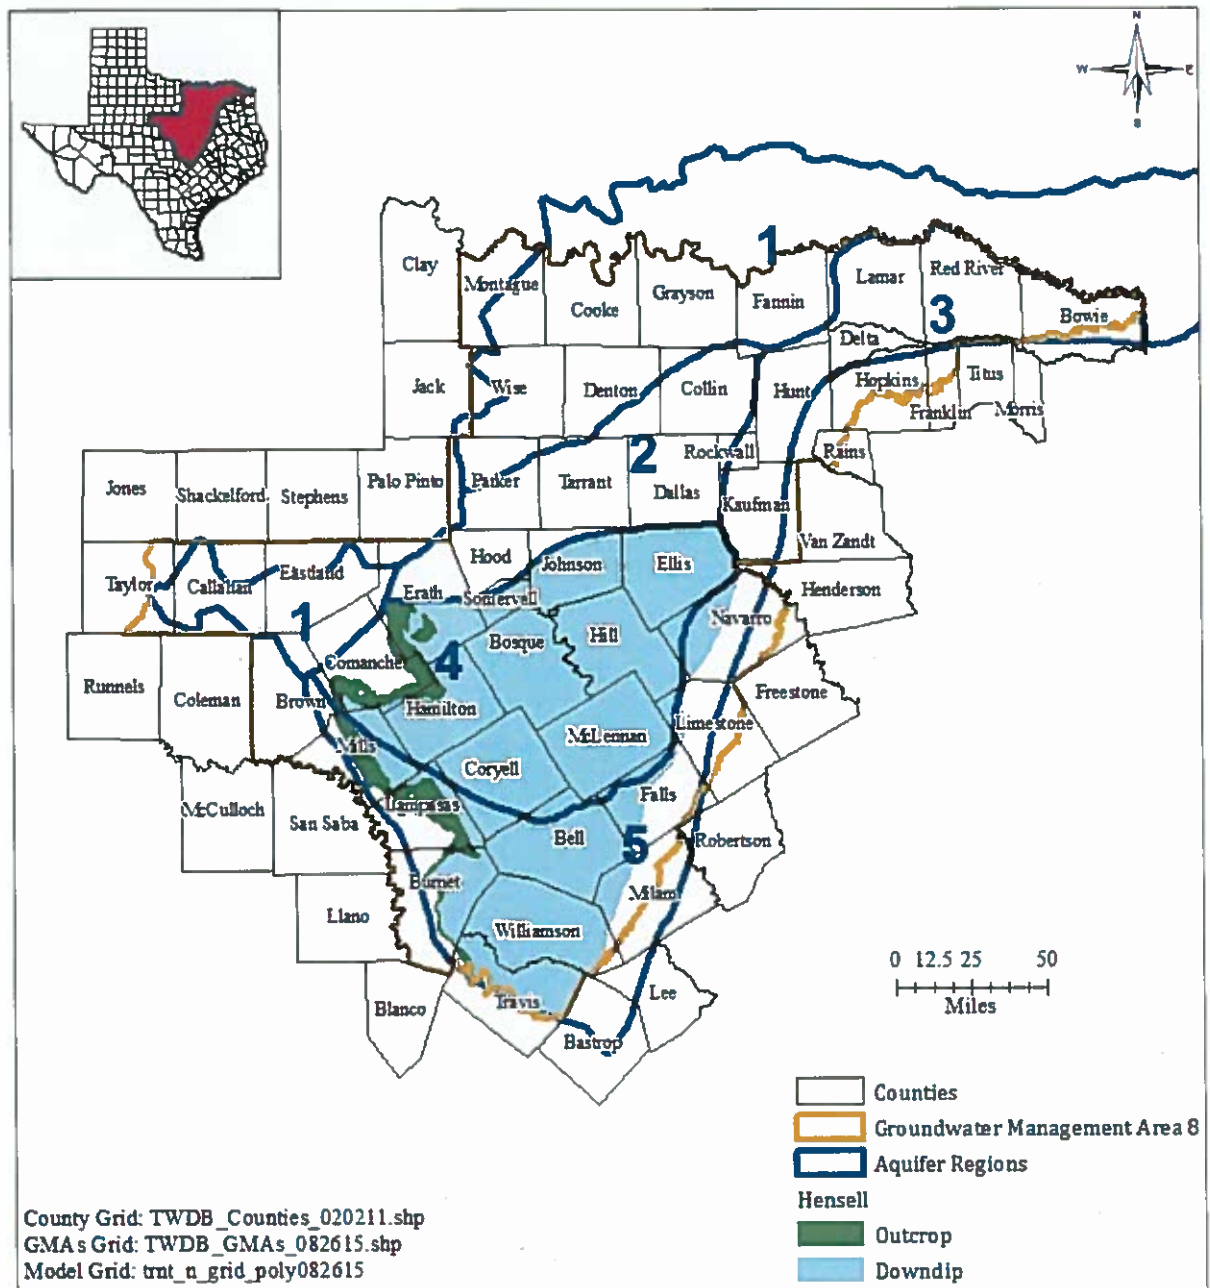 N
W E
S
1
Clay
Montague
Cooke
Grayson
Fannin
Lamar
Red River
Bowie
3
Delta
Jack
Wise
Denton
Collin
Hunt
Hopkins
Titus
Franklin
Morris
2
Rockwall
Rains
Jones
Shackelford
Stephens
Palo Pinto
Parker
Tarrant
Dallas
Kaufman
Van Zandt
Hood
Johnson
Ellis
Taylor
Callahan
Eastland
Erath
Somervell
Henderson
Navarro
1
Bosque
Hill
4
Comanche
Runnels
Coleman
Brown
Hamilton
Freestone
Limestone
McLennan
Mills
Coryell
Falls
Lampasas
McCulloch
San Saba
Bell
5
Robertson
Burnet
Milam
Llano
Williamson
Travis
Lee
Blanco
Bastrop
0 12.5 25 50
Miles
Counties
Groundwater Management Area 8
Aquifer Regions
Hensell
Outcrop
Downdip
County Grid: TWDB_Counties_020211.shp
GMAs Grid: TWDB_GMAs_082615.shp
Model Grid: trnt_n_grid_poly082615